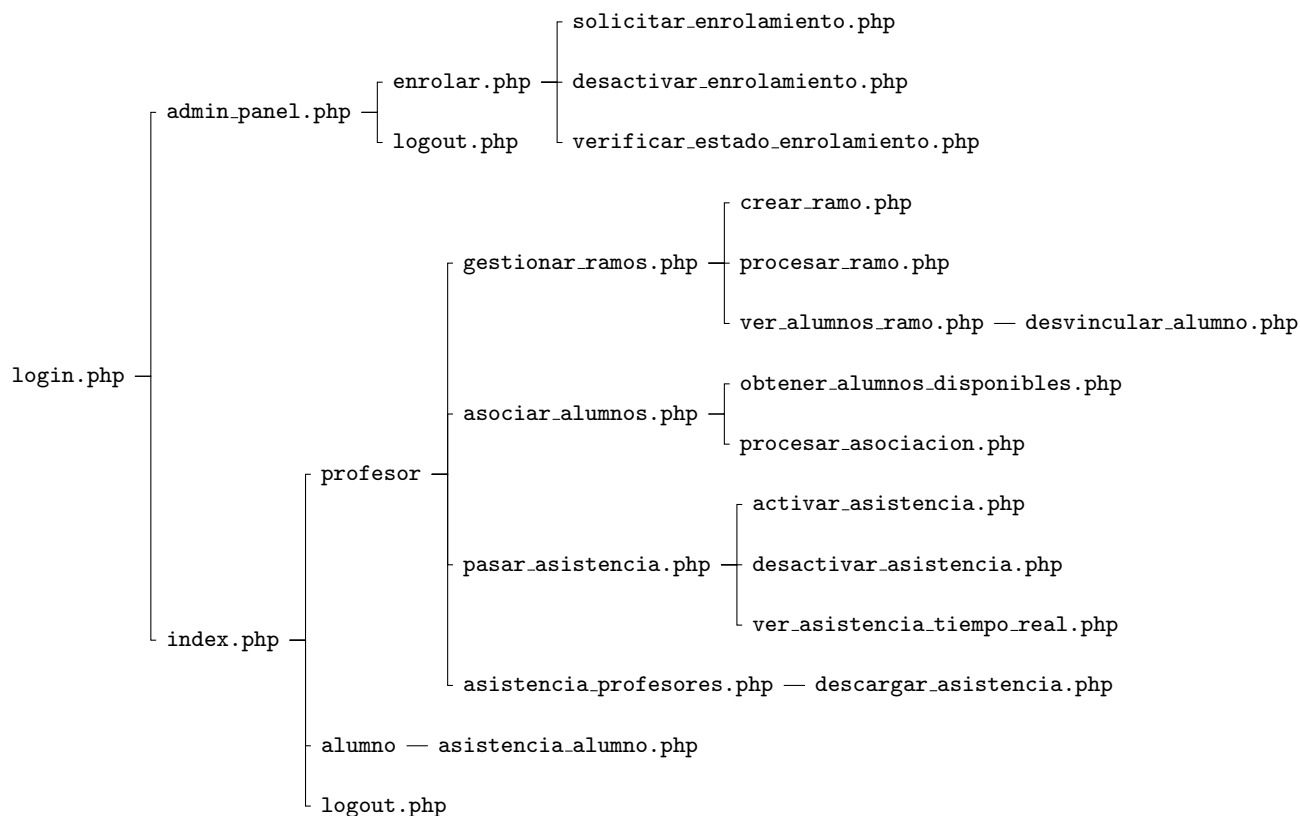 solicitar_enrolamiento.php
enrolar.php desactivar_enrolamiento.php
admin_panel.php
logout.php verificar_estado_enrolamiento.php
crear_ramo.php
gestionar_ramos.php procesar_ramo.php
ver_alumnos_ramo.php desvincular_alumno.php
login.php
obtener_alumnos_disponibles.php
asociar_alumnos.php
procesar_asociacion.php
profesor
activar_asistencia.php
pasar_asistencia.php desactivar_asistencia.php
ver_asistencia_tiempo_real.php
index.php
asistencia_profesores.php descargar_asistencia.php
alumno asistencia_alumno.php
logout.php